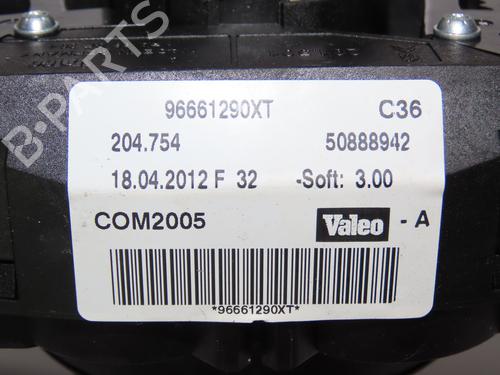 B-PARTS
96661290XT C36
204.754 50888942
18.04.2012 F 32 -Soft: 3.00
COM2005 Valeo - A
*96661290XT*